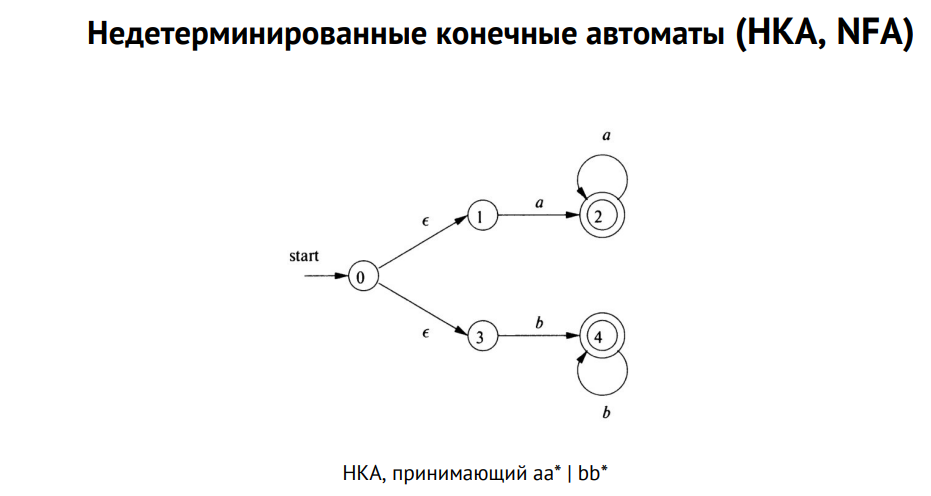 Недетерминированные конечные автоматы (НКА, NFA)
a
ϵ
1
a
2
start
0
ϵ
3
b
4
b
НКА, принимающий aa* | bb*